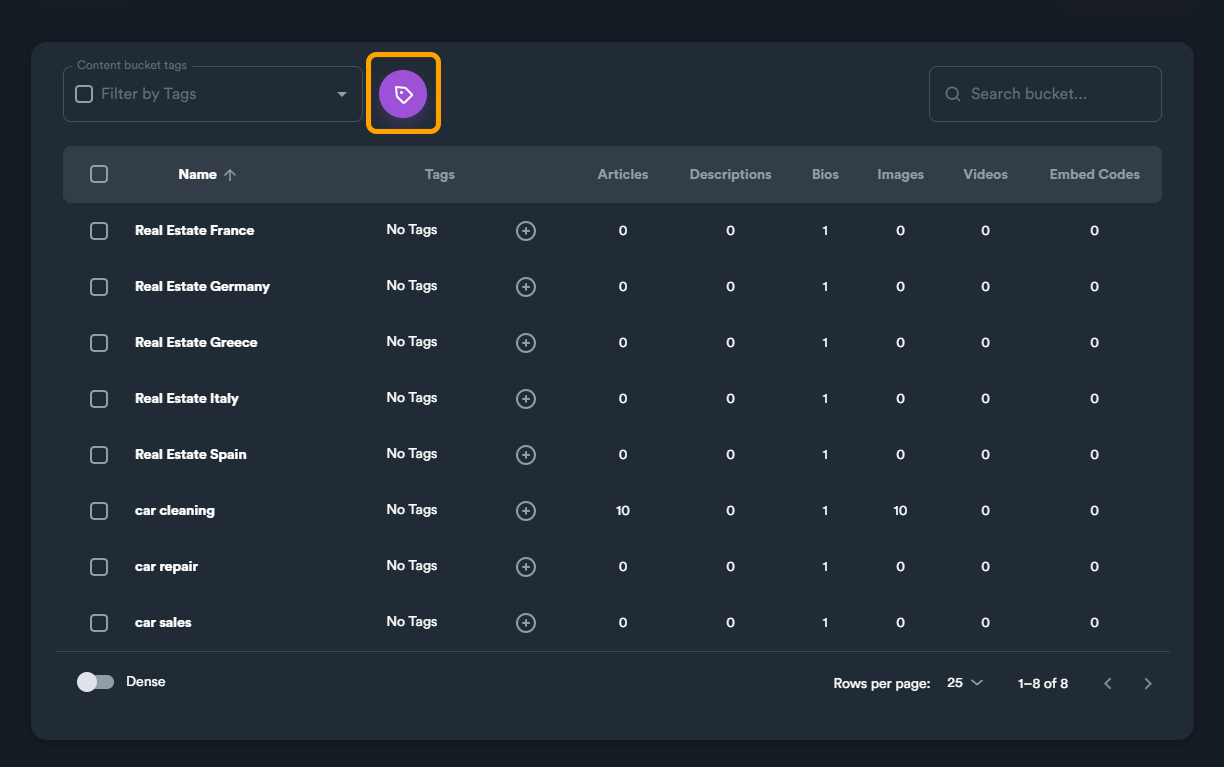 Content bucket tags
Filter by Tags
Search bucket...
Name Tags Articles Descriptions Bios Images Videos Embed Codes
Real Estate France No Tags 0 0 1 0 0 0
Real Estate Germany No Tags 0 0 1 0 0 0
Real Estate Greece No Tags 0 0 1 0 0 0
Real Estate Italy No Tags 0 0 1 0 0 0
Real Estate Spain No Tags 0 0 1 0 0 0
car cleaning No Tags 10 0 1 10 0 0
car repair No Tags 0 0 1 0 0 0
car sales No Tags 0 0 1 0 0 0
Dense Rows per page: 25 1–8 of 8